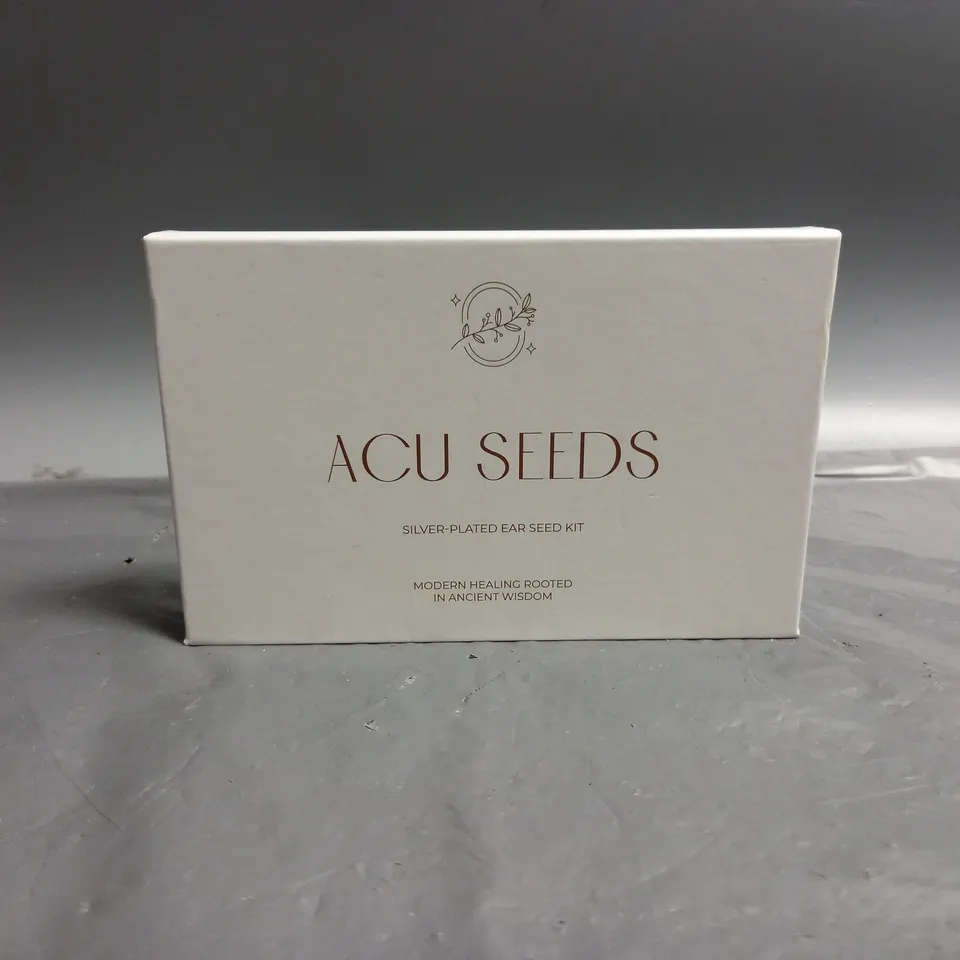 ACU SEEDS
SILVER-PLATED EAR SEED KIT
MODERN HEALING ROOTED
IN ANCIENT WISDOM